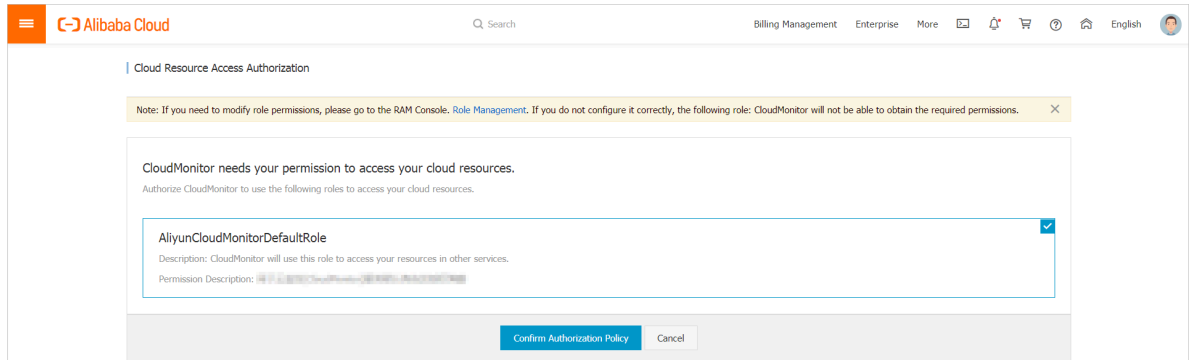 Alibaba Cloud
Search
Billing Management
Enterprise
More
English
Cloud Resource Access Authorization
Note: If you need to modify role permissions, please go to the RAM Console. Role Management. If you do not configure it correctly, the following role: CloudMonitor will not be able to obtain the required permissions.
CloudMonitor needs your permission to access your cloud resources.
Authorize CloudMonitor to use the following roles to access your cloud resources.
AliyunCloudMonitorDefaultRole
Description: CloudMonitor will use this role to access your resources in other services.
Permission Description:
Confirm Authorization Policy
Cancel